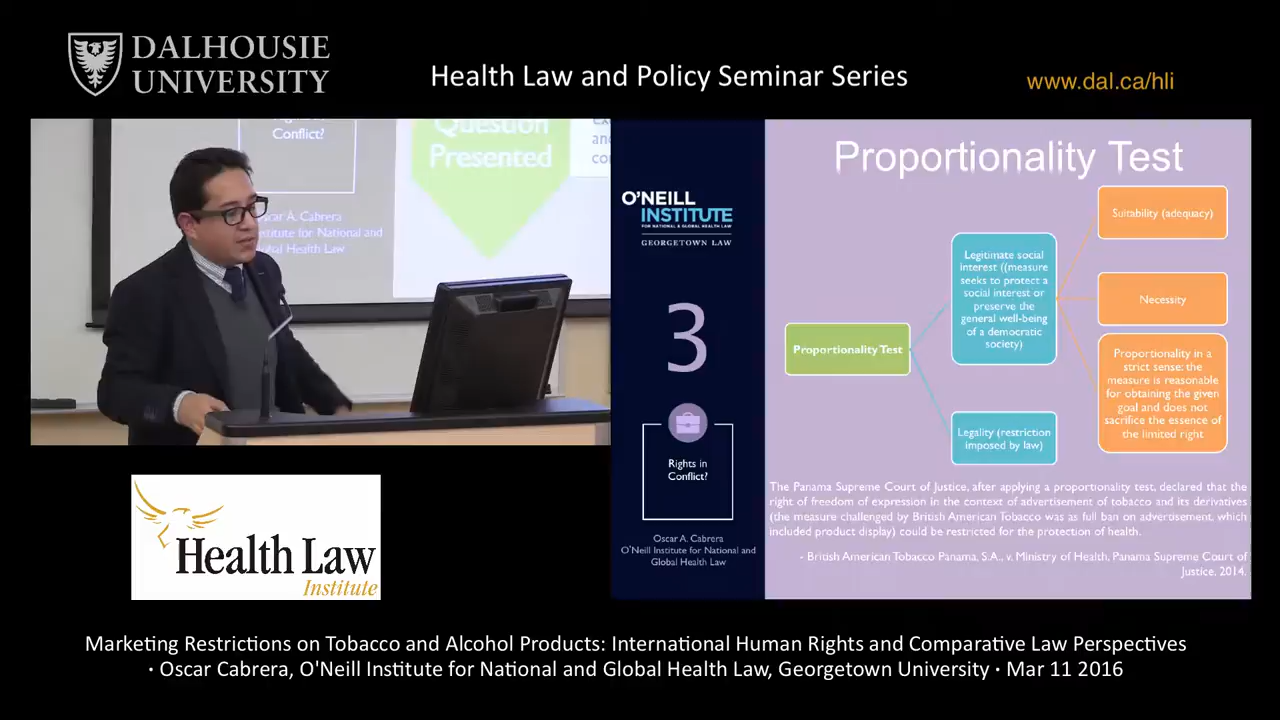 DALHOUSIE
UNIVERSITY
Health Law and Policy Seminar Series
www.dal.ca/hli
Conflict?
Question
Presented
and
Oscar A. Cabrera
Institute for National and
Global Health Law
O'NEILL
INSTITUTE
FOR NATIONAL & GLOBAL HEALTH LAW
GEORGETOWN LAW
3
Rights in
Conflict?
Oscar A. Cabrera
O'Neill Institute for National and
Global Health Law
Proportionality Test
Proportionality Test
Legitimate social
interest ((measure
seeks to protect a
social interest or
preserve the
general well-being
of a democratic
society)
Legality (restriction
imposed by law)
Suitability (adequacy)
Necessity
Proportionality in a
strict sense: the
measure is reasonable
for obtaining the given
goal and does not
sacrifice the essence of
the limited right
The Panama Supreme Court of Justice, after applying a proportionality test, declared that the
right of freedom of expression in the context of advertisement of tobacco and its derivatives
(the measure challenged by British American Tobacco was as full ban on advertisement, which
included product display) could be restricted for the protection of health.
- British American Tobacco Panama, S.A., v. Ministry of Health, Panama Supreme Court of
Justice, 2014.
Health Law
Institute
Marketing Restrictions on Tobacco and Alcohol Products: International Human Rights and Comparative Law Perspectives
· Oscar Cabrera, O'Neill Institute for National and Global Health Law, Georgetown University · Mar 11 2016